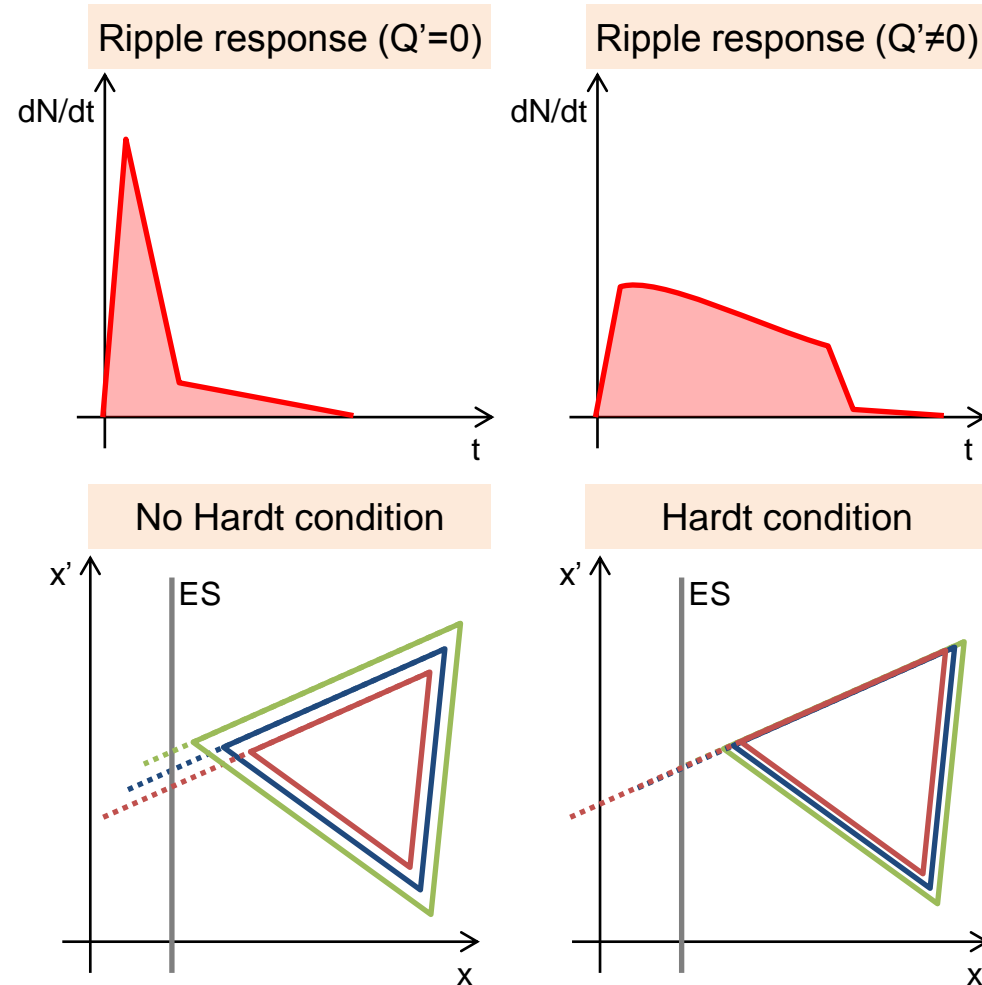 Ripple response (Q’=0)
Ripple response (Q’≠0)
dN/dt
dN/dt
t
t
No Hardt condition
Hardt condition
x’
ES
x’
ES
x
x